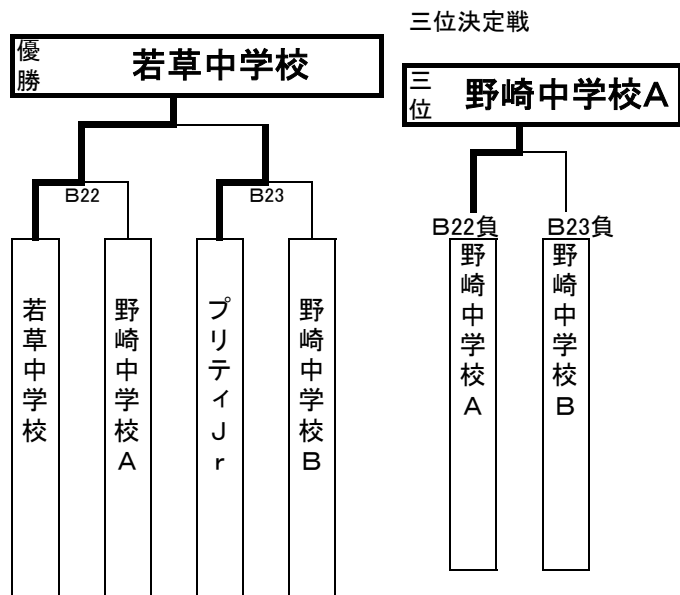 三位決定戦
優勝 若草中学校
三位 野崎中学校A
B22
B23
若草中学校
野崎中学校A
プリティJr
野崎中学校B
B22負
B23負
野崎中学校A
野崎中学校B